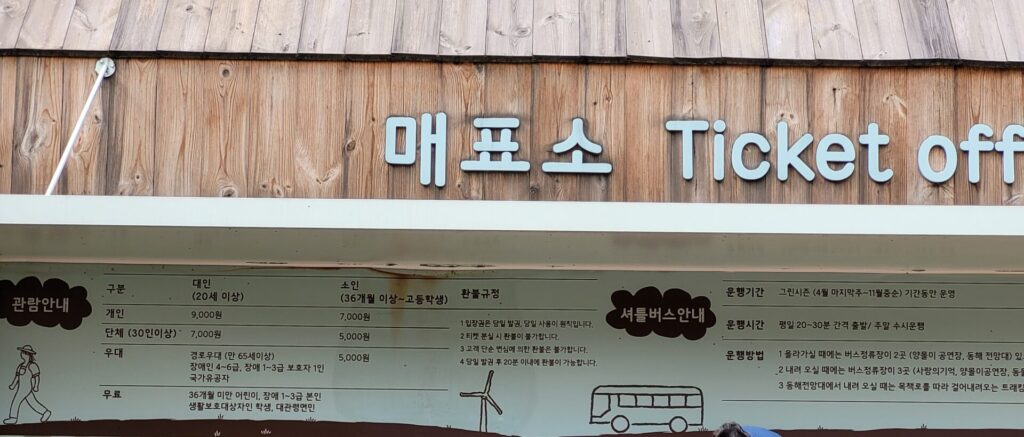 매표소 Ticket off
관람안내
구분 대인 소인
(20세 이상) (36개월 이상~고등학생)
개인 9,000원 7,000원
단체 (30인이상) 7,000원 5,000원
우대 경로우대 (만 65세이상) 5,000원
장애인 4~6급, 장애 1~3급 보호자 1인
국가유공자
무료 36개월 미만 어린이, 장애 1~3급 본인
생활보호대상자인 학생, 대관령면인
환불규정
1 입장권은 당일 발권, 당일 사용이 원칙입니다.
2 티켓 분실 시 환불이 불가합니다.
3 고객 단순 변심에 의한 환불은 불가합니다.
4 당일 발권 후 20분 이내에 환불이 가능합니다.
셔틀버스안내
운행기간 그린시즌 (4월 마지막주~11월중순) 기간동안 운영
운행시간 평일 20~30분 간격 출발/ 주말 수시운행
운행방법 1 올라가실 때에는 버스정류장이 2곳 (양몰이 공연장, 동해 전망대) 있
2 내려 오실 때에는 버스정류장이 3곳 (사랑의기억, 양몰이공연장, 동물
3 동해전망대에서 내려 오실 때는 목책로를 따라 걸어내려오는 트래킹